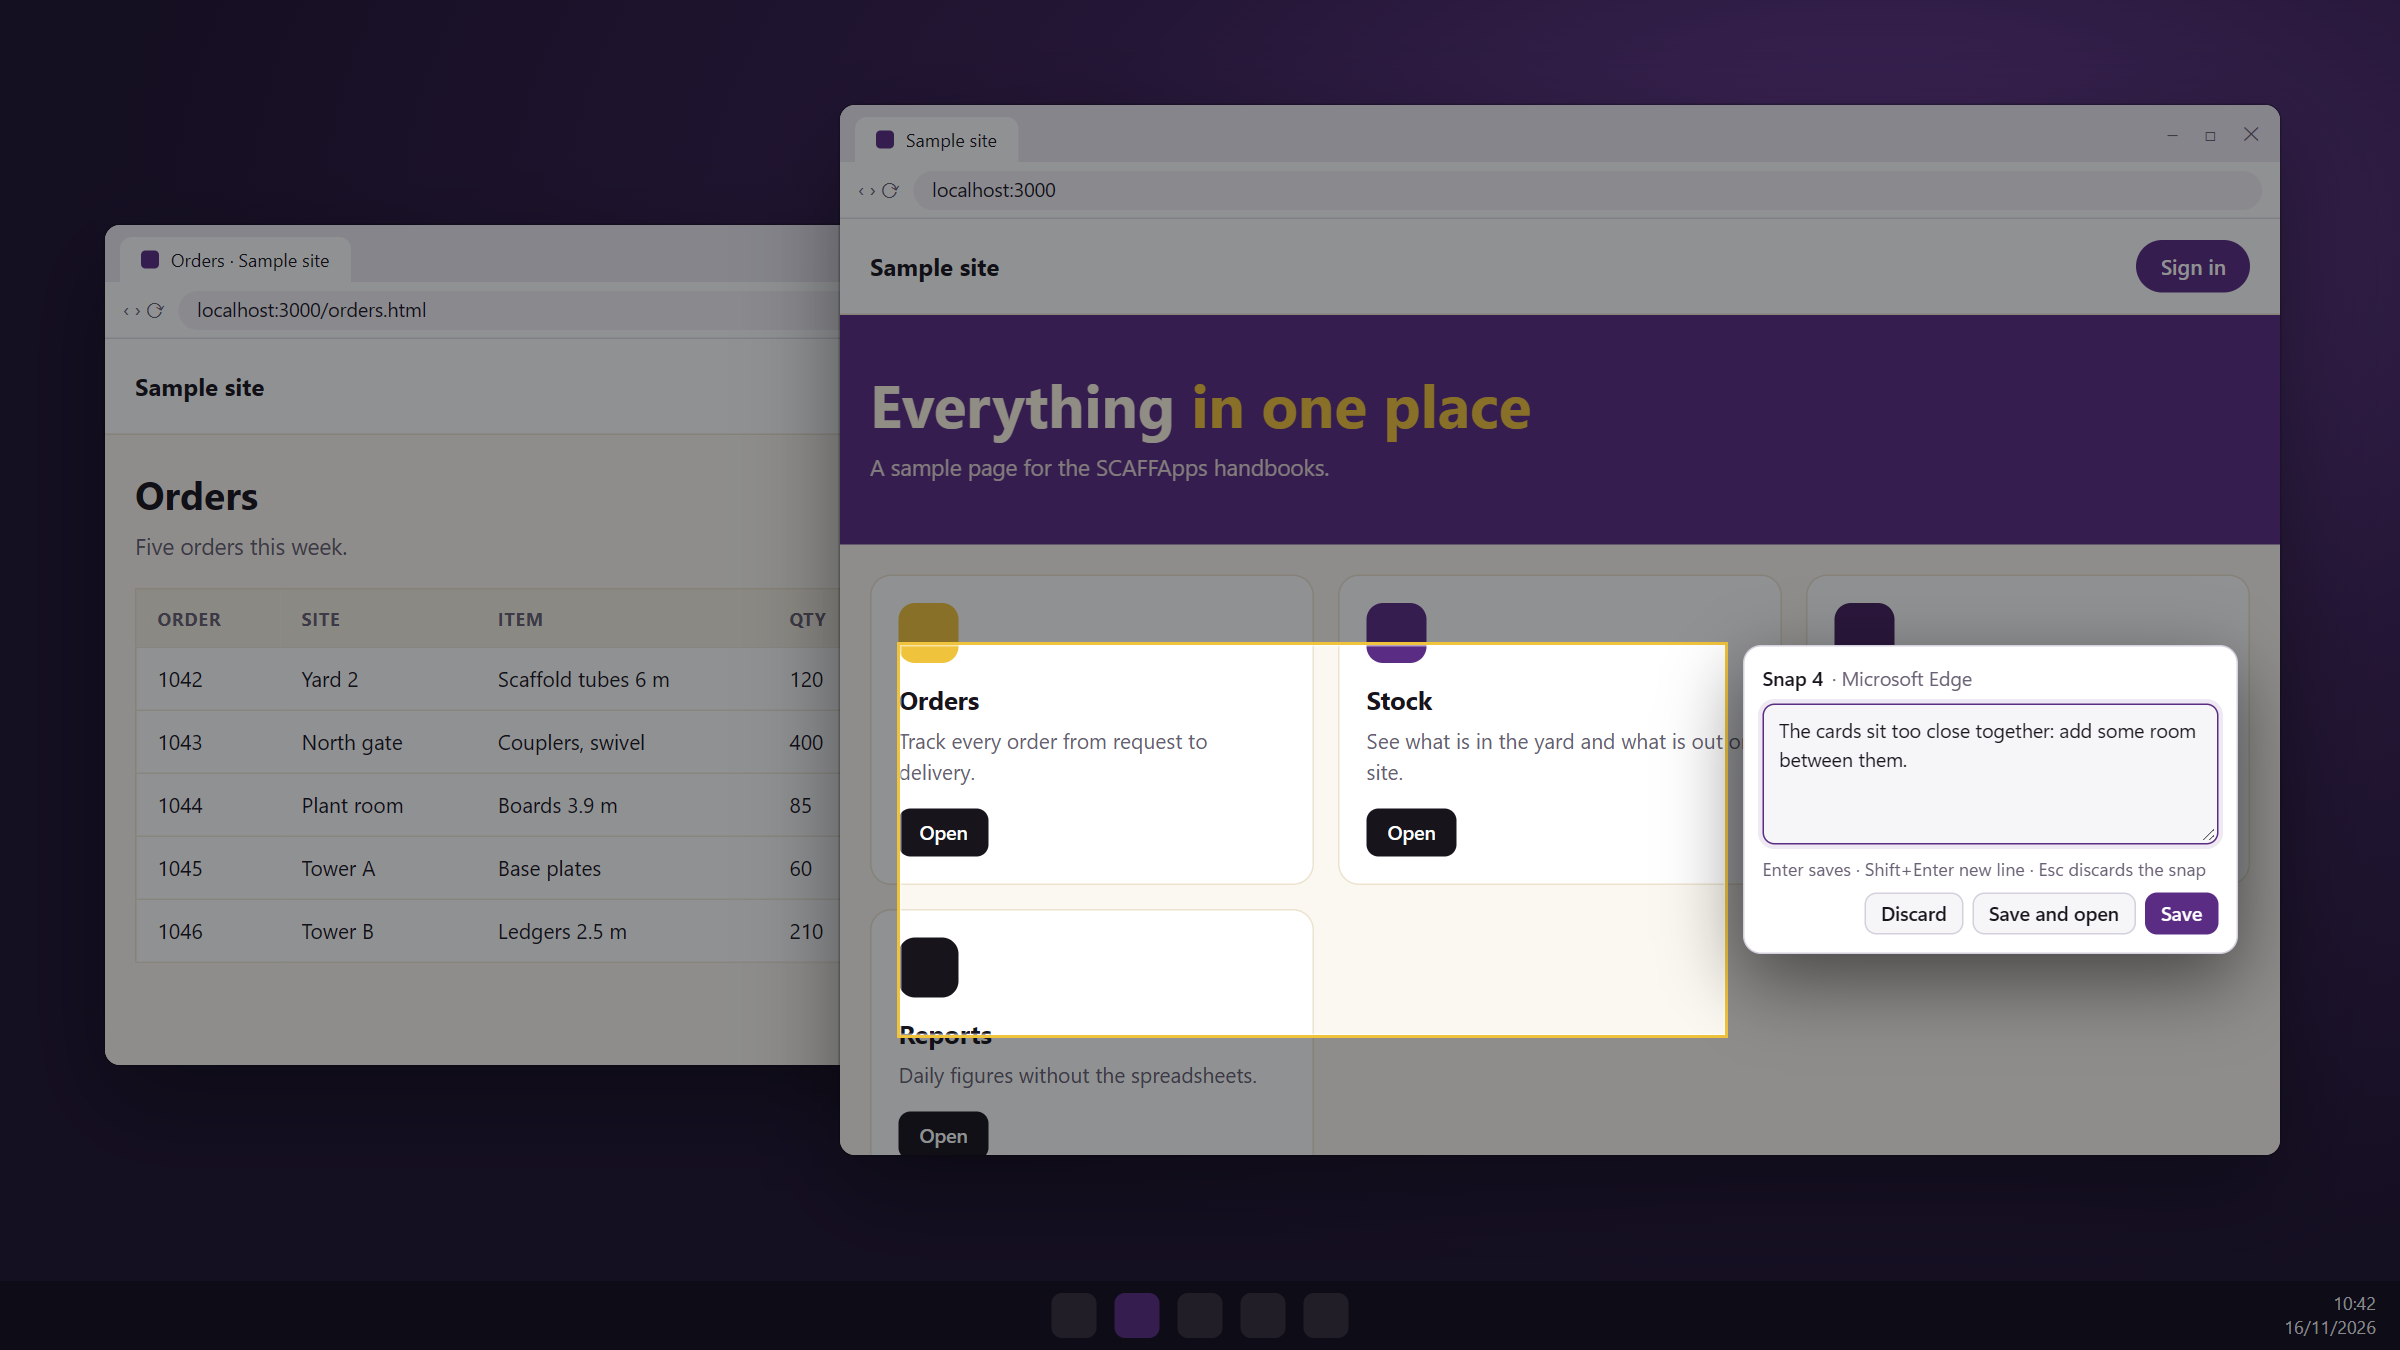 Orders · Sample site
localhost:3000/orders.html
Sample site
Orders
Five orders this week.
ORDER SITE ITEM QTY
1042 Yard 2 Scaffold tubes 6 m 120
1043 North gate Couplers, swivel 400
1044 Plant room Boards 3.9 m 85
1045 Tower A Base plates 60
1046 Tower B Ledgers 2.5 m 210
Sample site
localhost:3000
Sample site
Sign in
Everything in one place
A sample page for the SCAFFApps handbooks.
Orders
Track every order from request to
delivery.
Open
Stock
See what is in the yard and what is out
site.
Open
Reports
Daily figures without the spreadsheets.
Open
Snap 4 · Microsoft Edge
The cards sit too close together: add some room
between them.
Enter saves · Shift+Enter new line · Esc discards the snap
Discard
Save and open
Save
10:42
16/11/2026